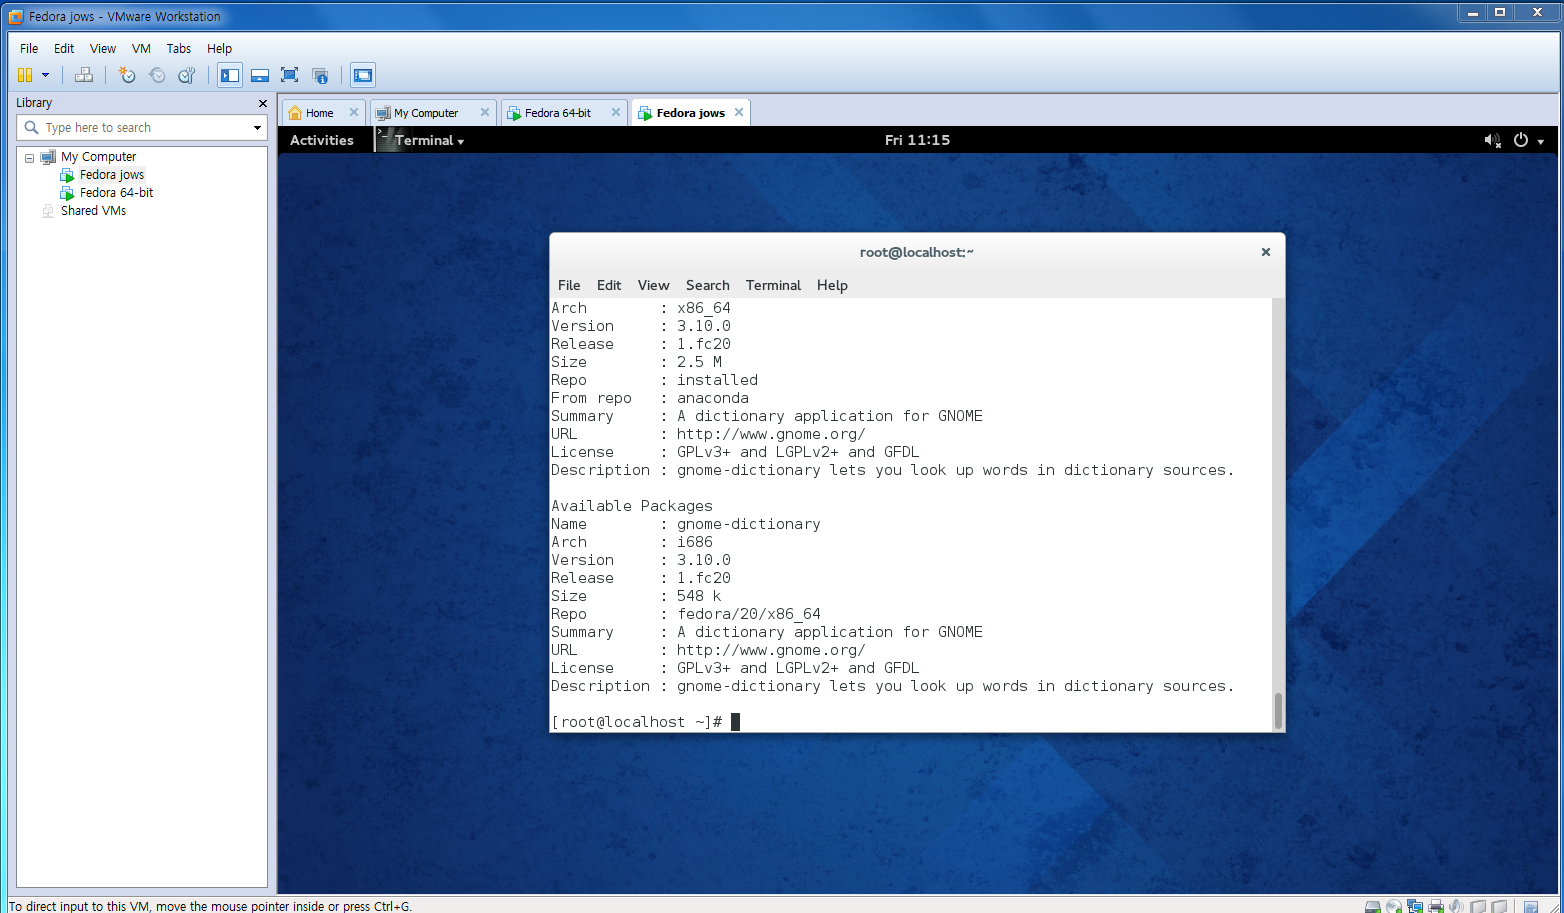 Fedora jows - VMware Workstation
File Edit View VM Tabs Help
Library
Type here to search
My Computer
Fedora jows
Fedora 64-bit
Shared VMs
Home My Computer Fedora 64-bit Fedora jows
Activities Terminal Fri 11:15
root@localhost:~
File Edit View Search Terminal Help
Arch : x86_64
Version : 3.10.0
Release : 1.fc20
Size : 2.5 M
Repo : installed
From repo : anaconda
Summary : A dictionary application for GNOME
URL : http://www.gnome.org/
License : GPLv3+ and LGPLv2+ and GFDL
Description : gnome-dictionary lets you look up words in dictionary sources.
Available Packages
Name : gnome-dictionary
Arch : i686
Version : 3.10.0
Release : 1.fc20
Size : 548 k
Repo : fedora/20/x86_64
Summary : A dictionary application for GNOME
URL : http://www.gnome.org/
License : GPLv3+ and LGPLv2+ and GFDL
Description : gnome-dictionary lets you look up words in dictionary sources.
[root@localhost ~]#
To direct input to this VM, move the mouse pointer inside or press Ctrl+G.